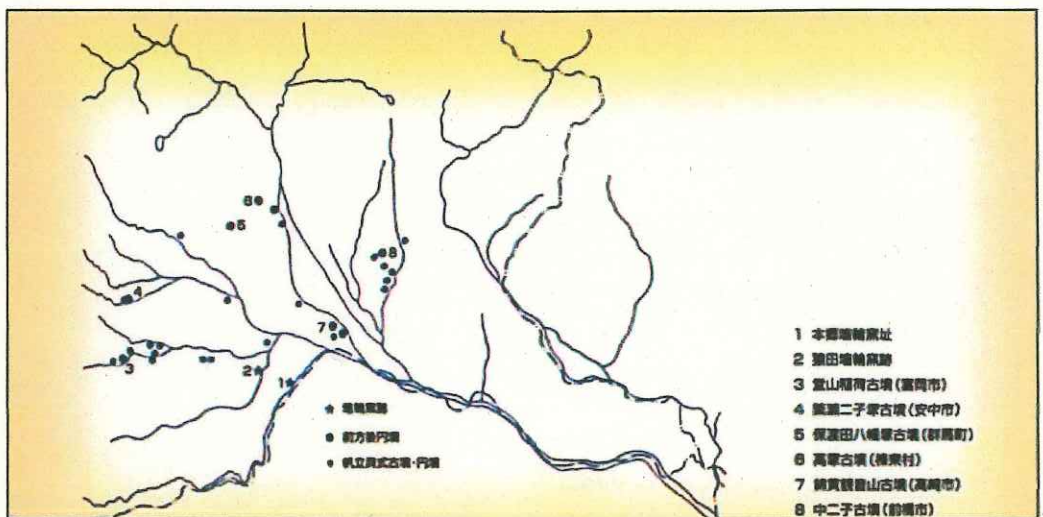 6
5
8
4
7
3
2
1
★ 埴輪窯跡
● 前方後円墳
● 帆立貝式古墳・円墳
1 本郷埴輪窯址
2 猿田埴輪窯跡
3 堂山稲荷古墳(富岡市)
4 簗瀬二子塚古墳(安中市)
5 保渡田八幡塚古墳(群馬町)
6 高塚古墳(榛東村)
7 綿貫観音山古墳(高崎市)
8 中二子古墳(前橋市)